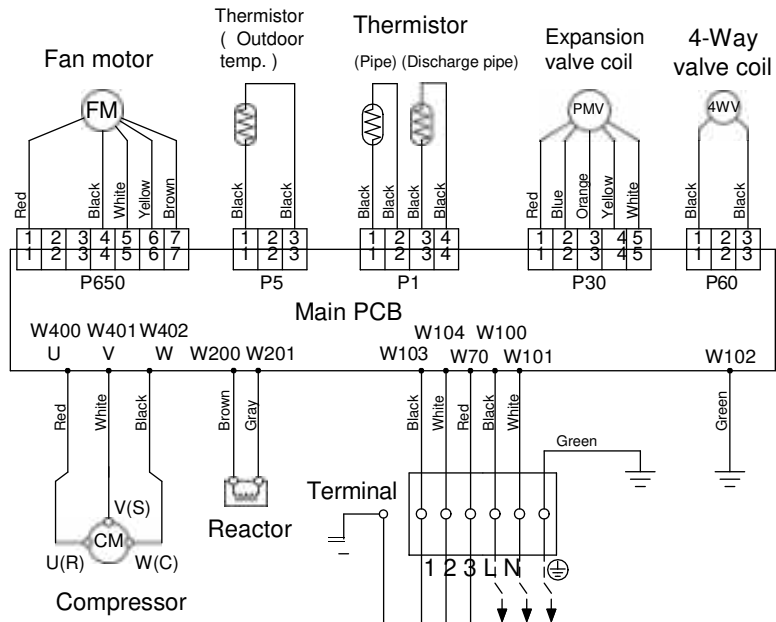 Thermistor
( Outdoor
temp. )
Thermistor
(Pipe) (Discharge pipe)
Expansion
valve coil
4-Way
valve coil
Fan motor
FM
PMV
4WV
Red
Black
White
Yellow
Brown
Black
Black
Black
Black
Black
Black
Red
Blue
Orange
Yellow
White
Black
Black
1 2 3 4 5 6 7
1 2 3 4 5 6 7
1 2 3
1 2 3
1 2 3 4
1 2 3 4
1 2 3 4 5
1 2 3 4 5
1 2 3
1 2 3
P650
P5
P1
P30
P60
Main PCB
W400 W401 W402
U V W
W200 W201
W104 W100
W103 W70 W101
W102
Red
White
Black
Brown
Gray
Black
White
Red
Black
White
Green
Green
Terminal
Reactor
V(S)
CM
U(R)
W(C)
Compressor
1 2 3 L N